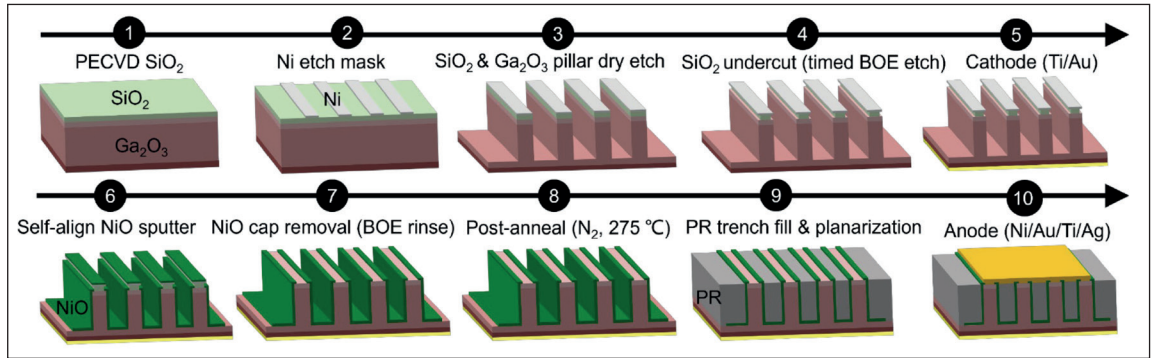 1
2
3
4
5
PECVD SiO₂
Ni etch mask
SiO₂ & Ga₂O₃ pillar dry etch
SiO₂ undercut (timed BOE etch)
Cathode (Ti/Au)
SiO₂
Ni
Ga₂O₃
6
7
8
9
10
Self-align NiO sputter
NiO cap removal (BOE rinse)
Post-anneal (N₂, 275 ℃)
PR trench fill & planarization
Anode (Ni/Au/Ti/Ag)
NiO
PR